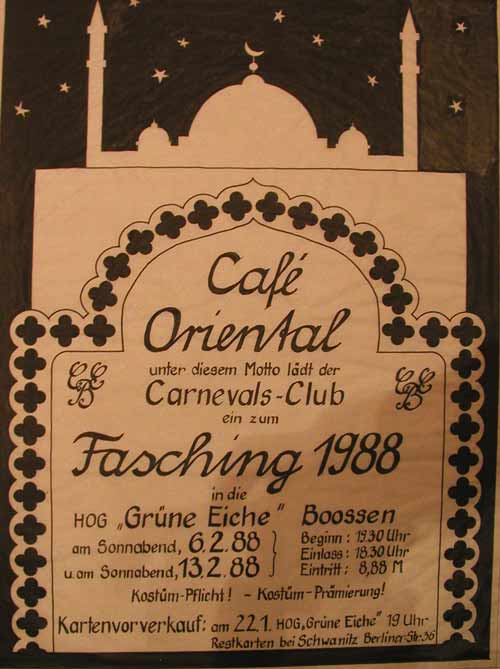 Café
Oriental
unter diesem Motto lädt der
Carnevals-Club
CCB
CCB
ein zum
Fasching 1988
in die
HOG „Grüne Eiche" Boossen
am Sonnabend, 6.2.88
u. am Sonnabend, 13.2.88
Beginn : 19.30 Uhr
Einlass : 18.30 Uhr
Eintritt : 8,88 M
Kostüm-Pflicht! - Kostüm-Prämierung!
Kartenvorverkauf: am 22.1. HOG „Grüne Eiche" 19 Uhr
Restkarten bei Schwanitz Berliner-Str. 36